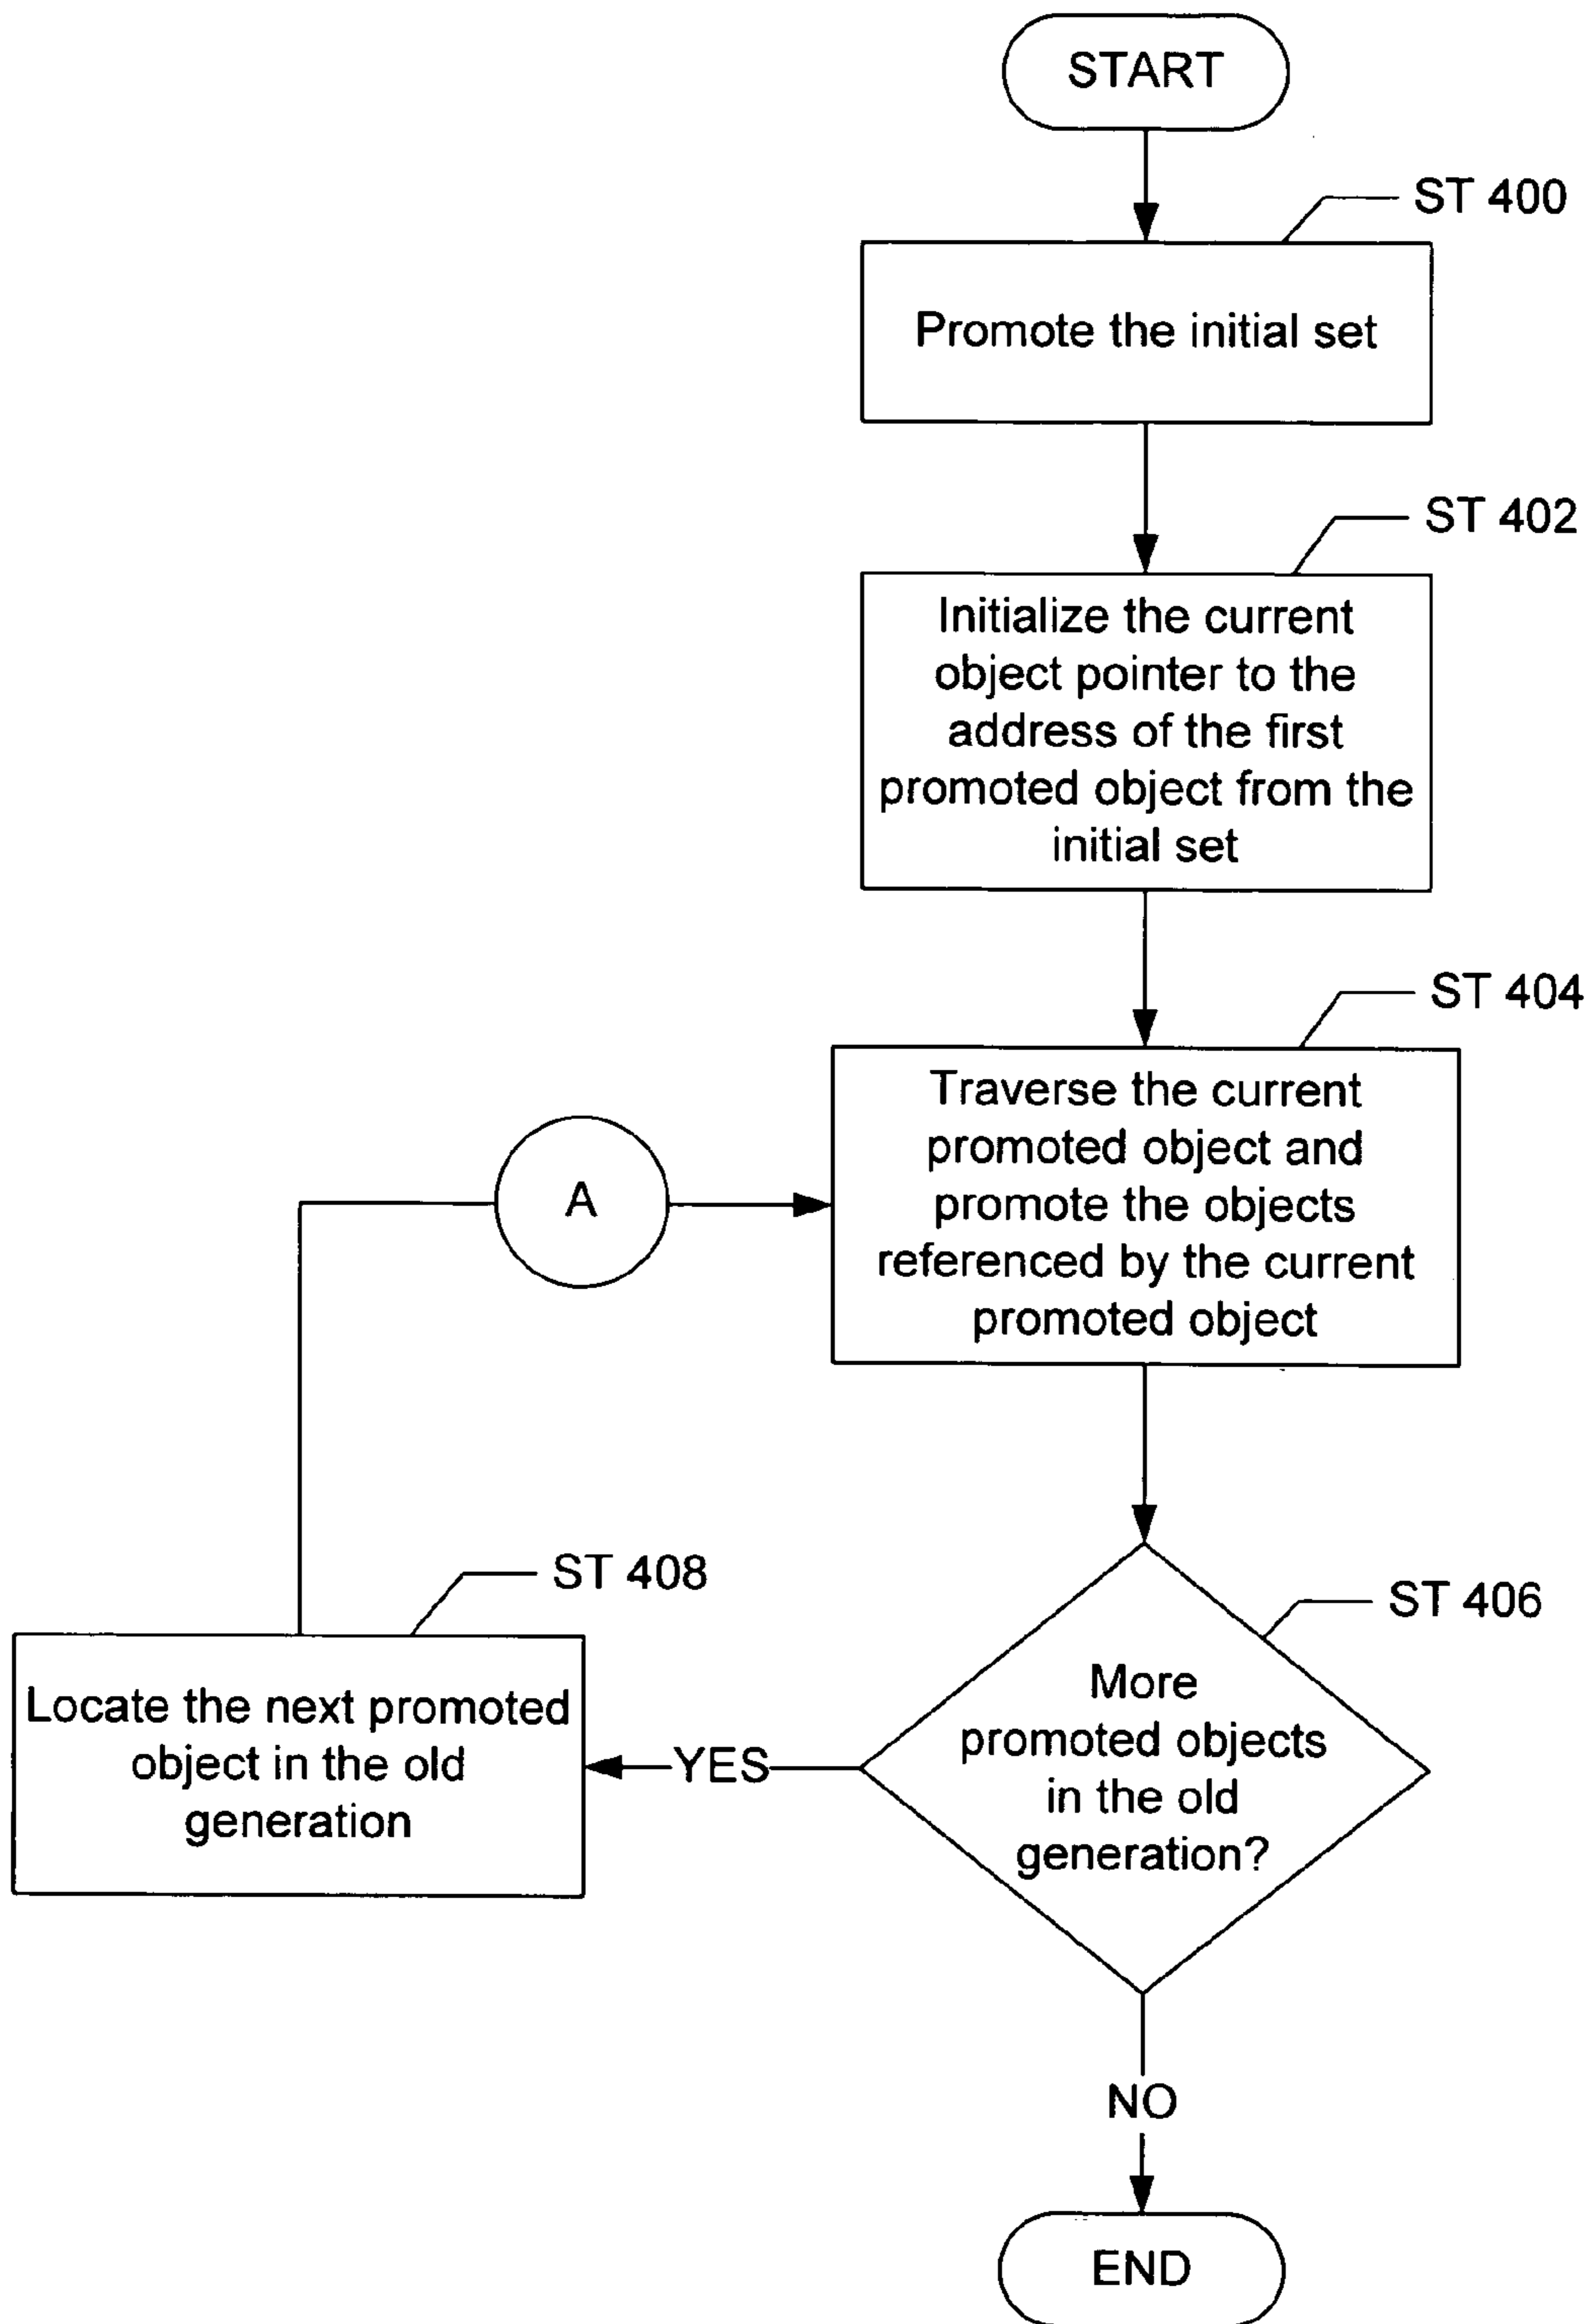 START
ST 400
Promote the initial set
ST 402
Initialize the current
object pointer to the
address of the first
promoted object from the
initial set
ST 404
Traverse the current
promoted object and
promote the objects
referenced by the current
promoted object
A
ST 408
Locate the next promoted
object in the old
generation
ST 406
More
promoted objects
in the old
generation?
YES
NO
END